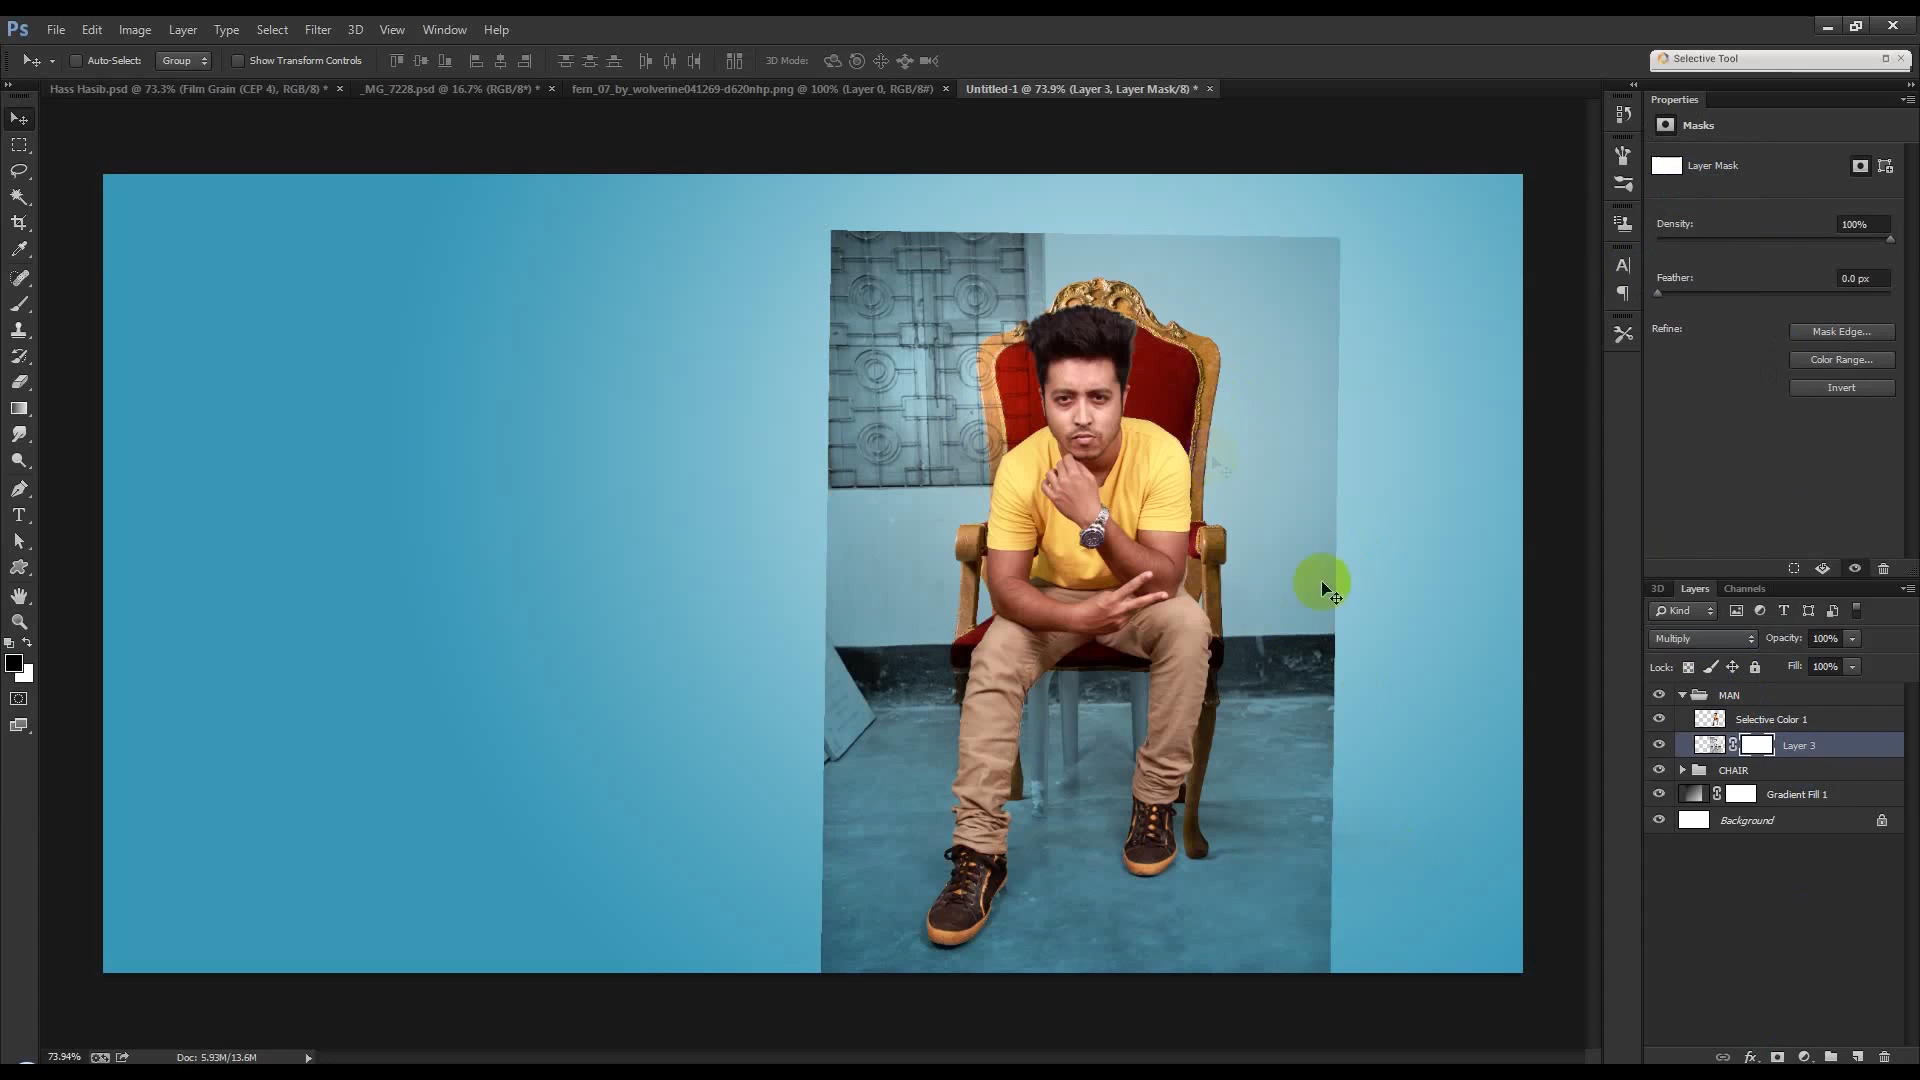 Ps File Edit Image Layer Type Select Filter 3D View Window Help
Auto-Select: Group Show Transform Controls 3D Mode: Selective Tool
Hass Hasib.psd @ 73.3% (Film Grain (CEP 4), RGB/8) * × _MG_7228.psd @ 16.7% (RGB/8*) * × fern_07_by_wolverine041269-d620nhp.png @ 100% (Layer 0, RGB/8#) × Untitled-1 @ 73.9% (Layer 3, Layer Mask/8) * ×
Properties
Masks
Layer Mask
Density: 100%
Feather: 0.0 px
Refine: Mask Edge...
Color Range...
Invert
3D Layers Channels
Kind
Multiply Opacity: 100%
Lock: Fill: 100%
MAN
Selective Color 1
Layer 3
CHAIR
Gradient Fill 1
Background
73.94% Doc: 5.93M/13.6M